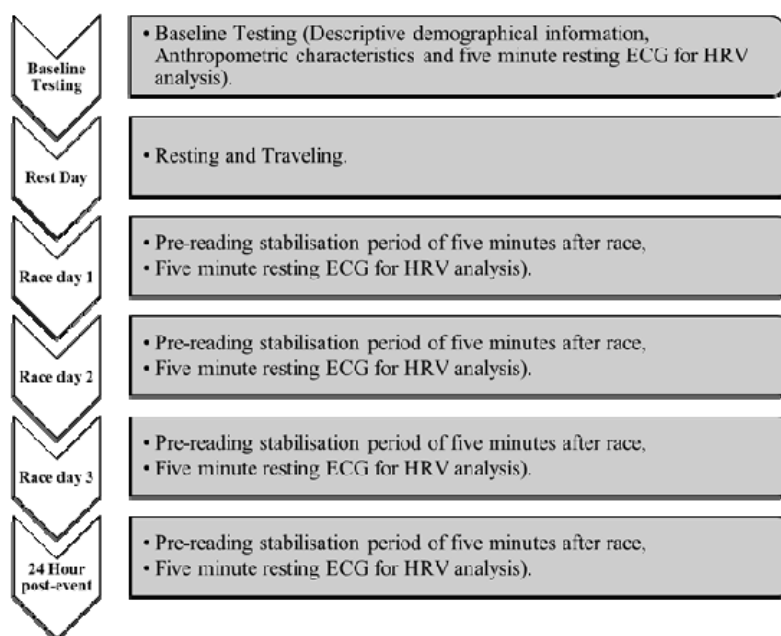 Baseline
Testing
• Baseline Testing (Descriptive demographical information,
Anthropometric characteristics and five minute resting ECG for HRV
analysis).
Rest Day
• Resting and Traveling.
Race day 1
• Pre-reading stabilisation period of five minutes after race,
• Five minute resting ECG for HRV analysis).
Race day 2
• Pre-reading stabilisation period of five minutes after race,
• Five minute resting ECG for HRV analysis).
Race day 3
• Pre-reading stabilisation period of five minutes after race,
• Five minute resting ECG for HRV analysis).
24 Hour
post-event
• Pre-reading stabilisation period of five minutes after race,
• Five minute resting ECG for HRV analysis).